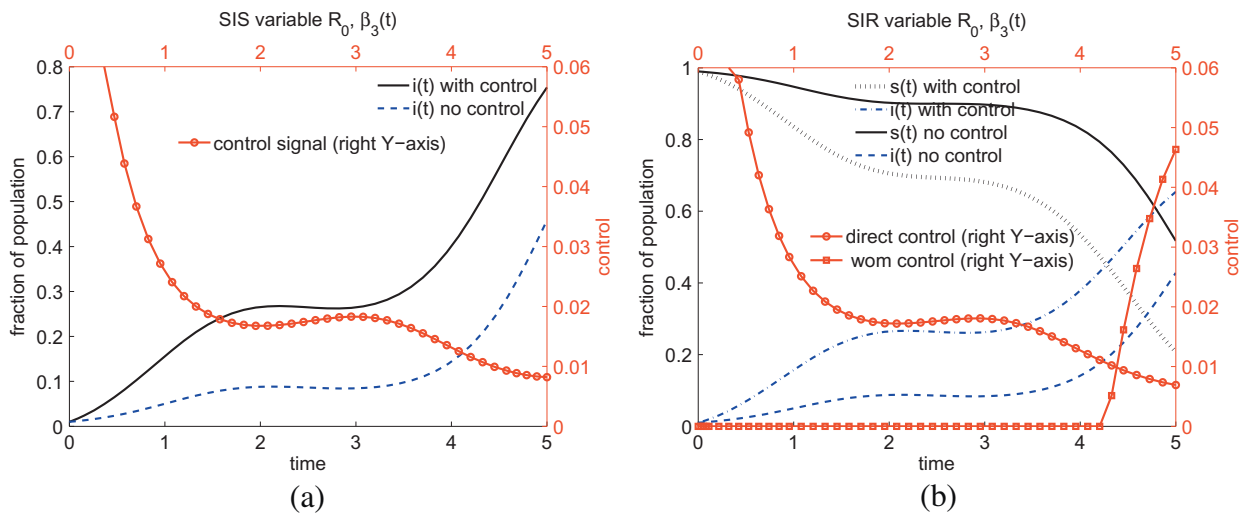 SIS variable R0, β3(t)
0 1 2 3 4 5
0.8 0.7 0.6 0.5 0.4 0.3 0.2 0.1 0
fraction of population
i(t) with control
i(t) no control
control signal (right Y−axis)
0.06 0.05 0.04 0.03 0.02 0.01 0
control
0 1 2 3 4 5
time
(a)
SIR variable R0, β3(t)
0 1 2 3 4 5
1 0.8 0.6 0.4 0.2 0
fraction of population
s(t) with control
i(t) with control
s(t) no control
i(t) no control
direct control (right Y−axis)
wom control (right Y−axis)
0.06 0.05 0.04 0.03 0.02 0.01 0
control
0 1 2 3 4 5
time
(b)